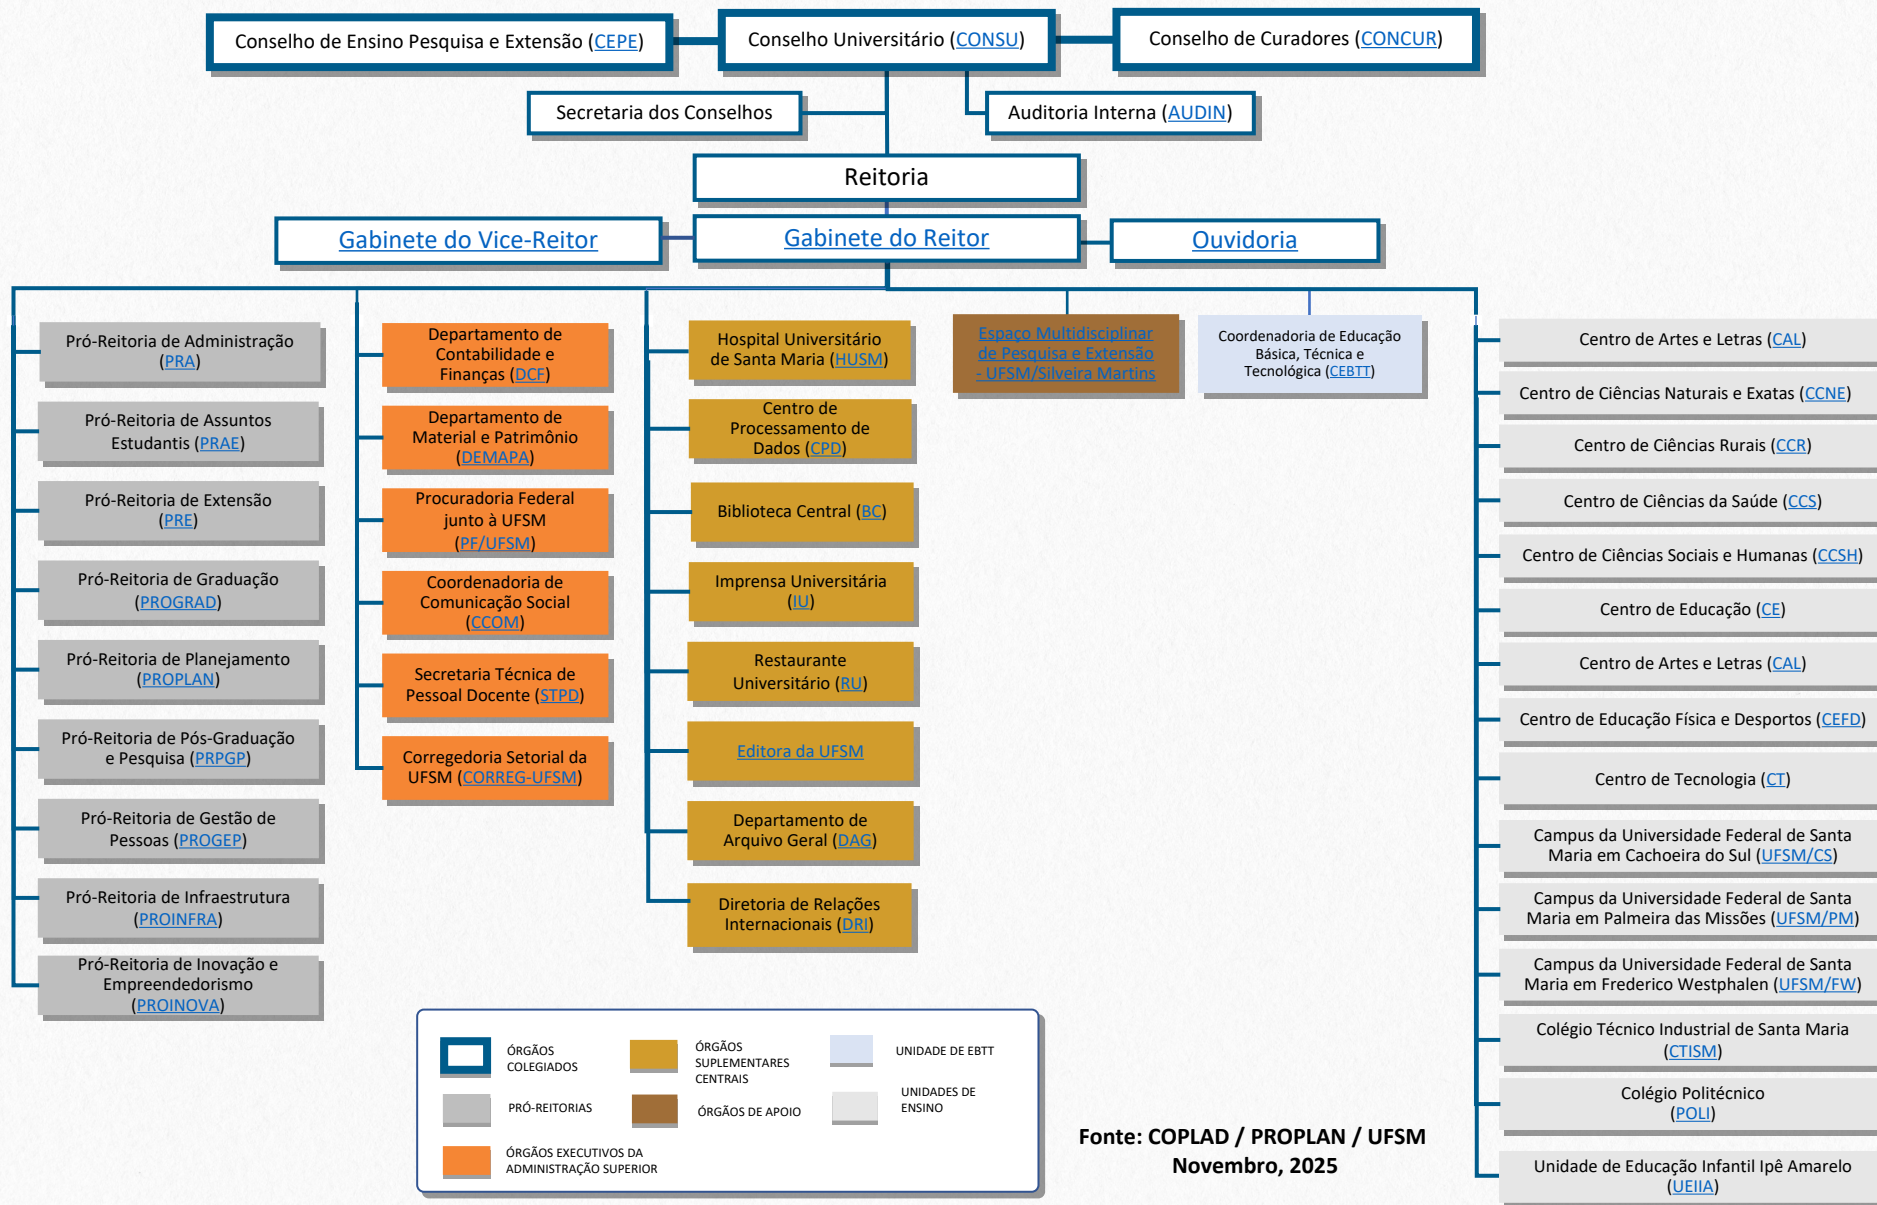 Conselho de Ensino Pesquisa e Extensão (CEPE)
Conselho Universitário (CONSU)
Conselho de Curadores (CONCUR)
Secretaria dos Conselhos
Auditoria Interna (AUDIN)
Reitoria
Gabinete do Vice-Reitor
Gabinete do Reitor
Ouvidoria
Pró-Reitoria de Administração
(PRA)
Pró-Reitoria de Assuntos
Estudantis (PRAE)
Pró-Reitoria de Extensão
(PRE)
Pró-Reitoria de Graduação
(PROGRAD)
Pró-Reitoria de Planejamento
(PROPLAN)
Pró-Reitoria de Pós-Graduação
e Pesquisa (PRPGP)
Pró-Reitoria de Gestão de
Pessoas (PROGEP)
Pró-Reitoria de Infraestrutura
(PROINFRA)
Pró-Reitoria de Inovação e
Empreendedorismo
(PROINOVA)
Departamento de
Contabilidade e
Finanças (DCF)
Departamento de
Material e Patrimônio
(DEMAPA)
Procuradoria Federal
junto à UFSM
(PF/UFSM)
Coordenadoria de
Comunicação Social
(CCOM)
Secretaria Técnica de
Pessoal Docente (STPD)
Corregedoria Setorial da
UFSM (CORREG-UFSM)
Hospital Universitário
de Santa Maria (HUSM)
Centro de
Processamento de
Dados (CPD)
Biblioteca Central (BC)
Imprensa Universitária
(IU)
Restaurante
Universitário (RU)
Editora da UFSM
Departamento de
Arquivo Geral (DAG)
Diretoria de Relações
Internacionais (DRI)
Espaço Multidisciplinar
de Pesquisa e Extensão
- UFSM/Silveira Martins
Coordenadoria de Educação
Básica, Técnica e
Tecnológica (CEBTT)
Centro de Artes e Letras (CAL)
Centro de Ciências Naturais e Exatas (CCNE)
Centro de Ciências Rurais (CCR)
Centro de Ciências da Saúde (CCS)
Centro de Ciências Sociais e Humanas (CCSH)
Centro de Educação (CE)
Centro de Artes e Letras (CAL)
Centro de Educação Física e Desportos (CEFD)
Centro de Tecnologia (CT)
Campus da Universidade Federal de Santa
Maria em Cachoeira do Sul (UFSM/CS)
Campus da Universidade Federal de Santa
Maria em Palmeira das Missões (UFSM/PM)
Campus da Universidade Federal de Santa
Maria em Frederico Westphalen (UFSM/FW)
Colégio Técnico Industrial de Santa Maria
(CTISM)
Colégio Politécnico
(POLI)
Unidade de Educação Infantil Ipê Amarelo
(UEIIA)
ÓRGÃOS
COLEGIADOS
PRÓ-REITORIAS
ÓRGÃOS EXECUTIVOS DA
ADMINISTRAÇÃO SUPERIOR
ÓRGÃOS
SUPLEMENTARES
CENTRAIS
ÓRGÃOS DE APOIO
UNIDADE DE EBTT
UNIDADES DE
ENSINO
Fonte: COPLAD / PROPLAN / UFSM
Novembro, 2025